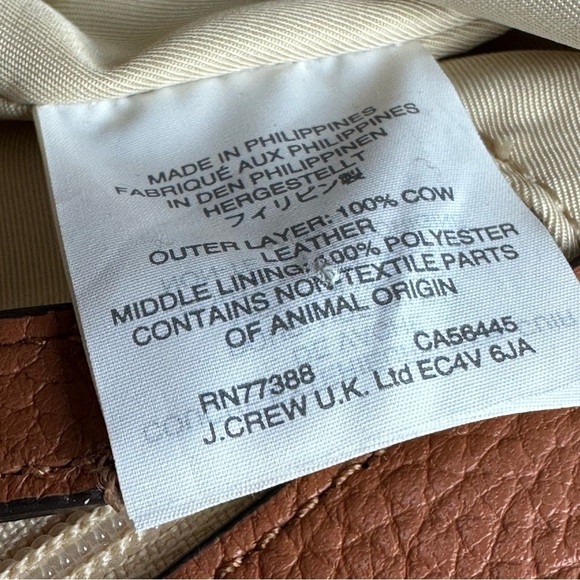 MADE IN PHILIPPINES
FABRIQUÉ AUX PHILIPPINES
IN DEN PHILIPPINEN
HERGESTELLT
フィリピン製
OUTER LAYER: 100% COW
LEATHER
MIDDLE LINING: 100% POLYESTER
CONTAINS NON-TEXTILE PARTS
OF ANIMAL ORIGIN
RN77388 CA56445
J.CREW U.K. Ltd EC4V 6JA